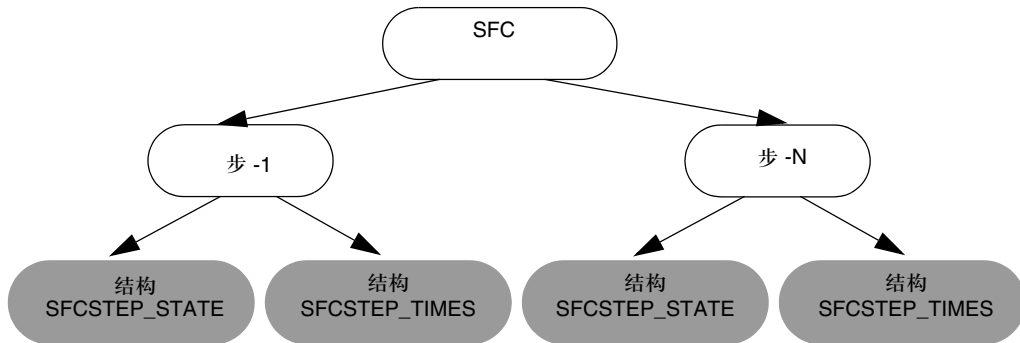 SFC
步 -1
步 -N
结构
SFCSTEP_STATE
结构
SFCSTEP_TIMES
结构
SFCSTEP_STATE
结构
SFCSTEP_TIMES